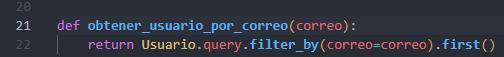 20
21 def obtener_usuario_por_correo(correo):
22     return Usuario.query.filter_by(correo=correo).first()